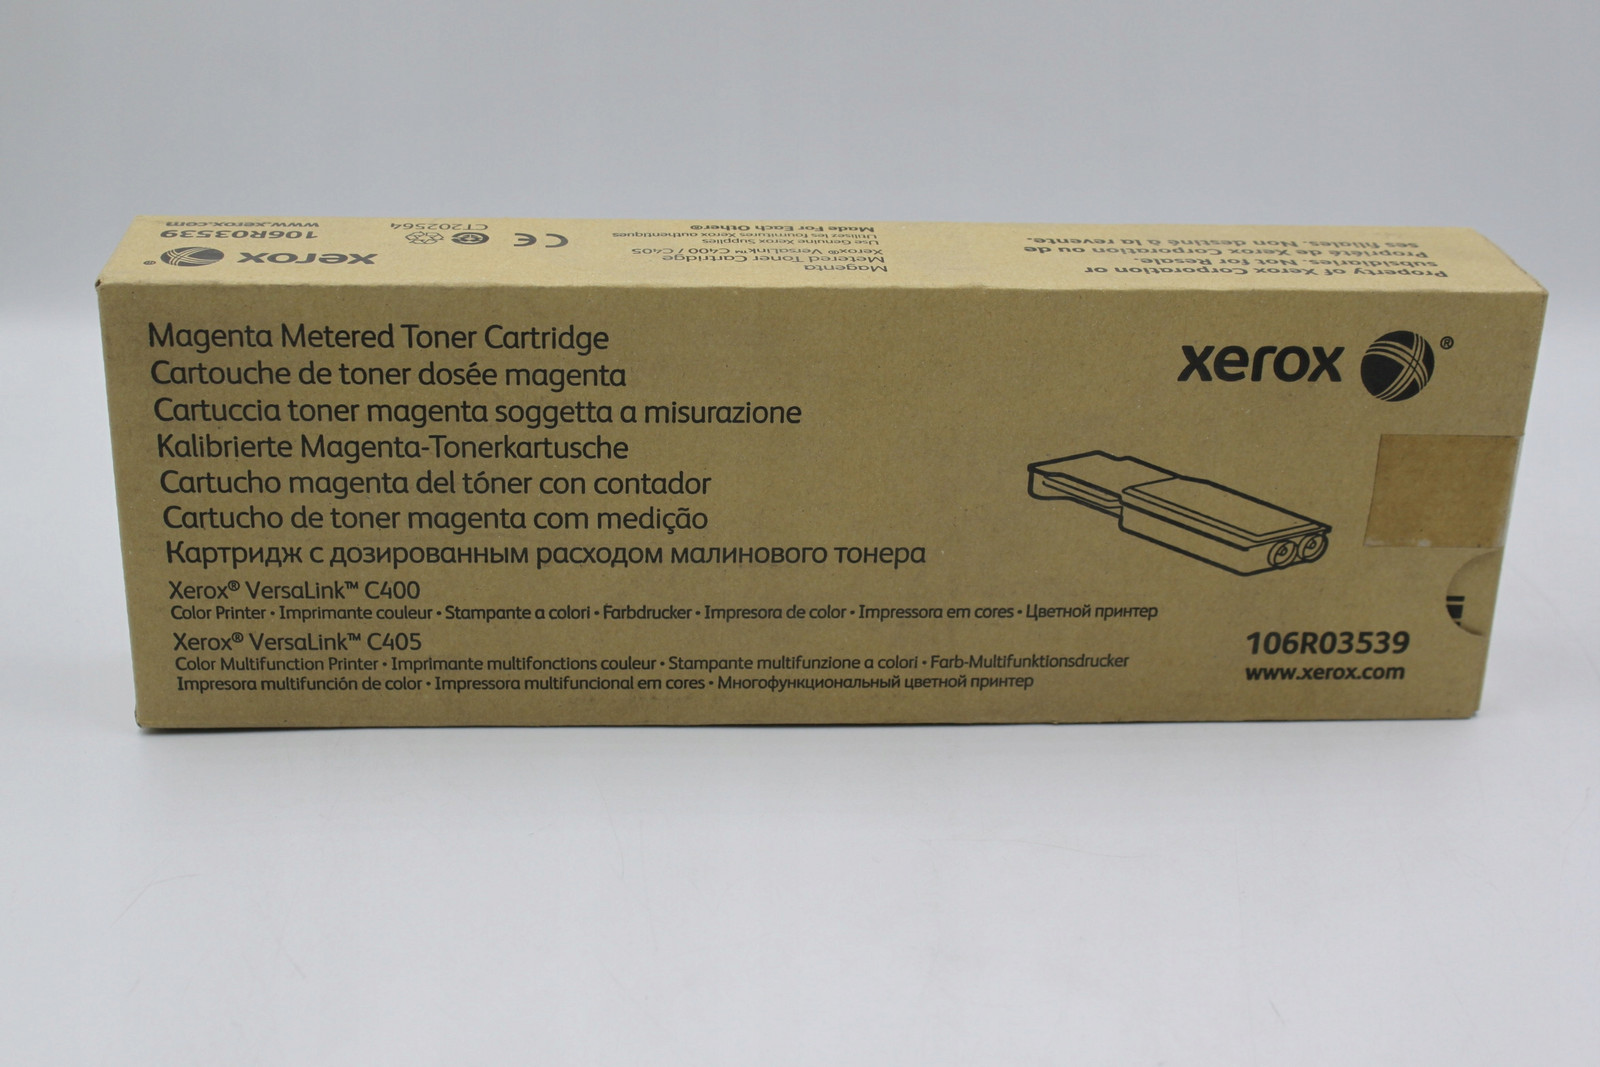 www.xerox.com
106R03539
xerox ®
CT202564
CE
Magenta
Metered Toner Cartridge
Xerox® VersaLink™ C400 / C405
Use Genuine Xerox Supplies
Utilisez les fournitures Xerox authentiques
Made For Each Other®
Property of Xerox Corporation or
subsidiaries. Not for Resale.
Propriété de Xerox Corporation ou de
ses filiales. Non destiné à la revente.
Magenta Metered Toner Cartridge
Cartouche de toner dosée magenta
Cartuccia toner magenta soggetta a misurazione
Kalibrierte Magenta-Tonerkartusche
Cartucho magenta del tóner con contador
Cartucho de toner magenta com medição
Картридж с дозированным расходом малинового тонера
Xerox® VersaLink™ C400
Color Printer • Imprimante couleur • Stampante a colori • Farbdrucker • Impresora de color • Impressora em cores • Цветной принтер
Xerox® VersaLink™ C405
Color Multifunction Printer • Imprimante multifonctions couleur • Stampante multifunzione a colori • Farb-Multifunktionsdrucker
Impresora multifunción de color • Impressora multifuncional em cores • Многофункциональный цветной принтер
xerox ®
106R03539
www.xerox.com